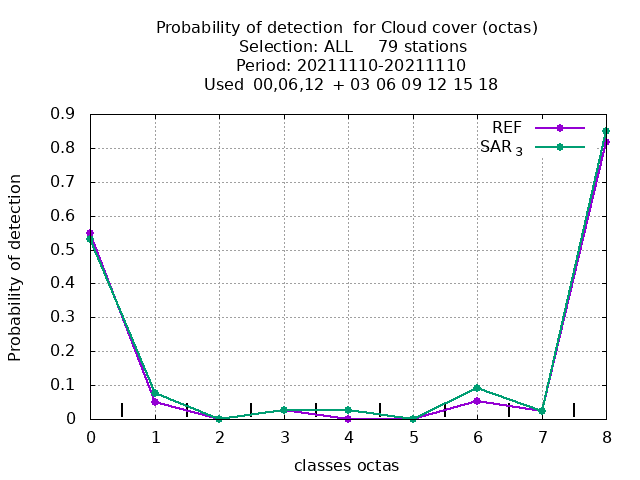 Probability of detection  for Cloud cover (octas)
Selection: ALL     79 stations
Period: 20211110-20211110
Used  00,06,12  + 03 06 09 12 15 18
REF
SAR 3
0.9
0.8
0.7
0.6
0.5
0.4
0.3
0.2
0.1
0
Probability of detection
0 1 2 3 4 5 6 7 8
classes octas